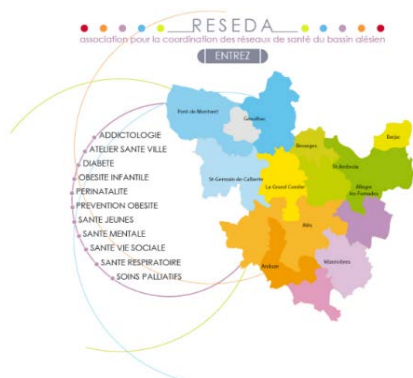 RESEDA
association pour la coordination des réseaux de santé du bassin alésien
ENTREZ
ADDICTOLOGIE
ATELIER SANTE VILLE
DIABETE
OBESITE INFANTILE
PERINATALITE
PREVENTION OBESITE
SANTE JEUNES
SANTE MENTALE
SANTE VIE SOCIALE
SANTE RESPIRATOIRE
SOINS PALLIATIFS
Pont de Montvert
Génolhac
Barjac
Bessèges
St Ambroix
St Germain de Calberte
La Grand Combe
Allègre
les Fumades
Alès
Anduze
Vézénobres